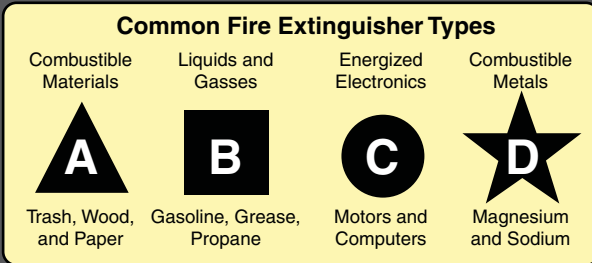 Common Fire Extinguisher Types
Combustible
Materials
A
Trash, Wood,
and Paper
Liquids and
Gasses
B
Gasoline, Grease,
Propane
Energized
Electronics
C
Motors and
Computers
Combustible
Metals
D
Magnesium
and Sodium